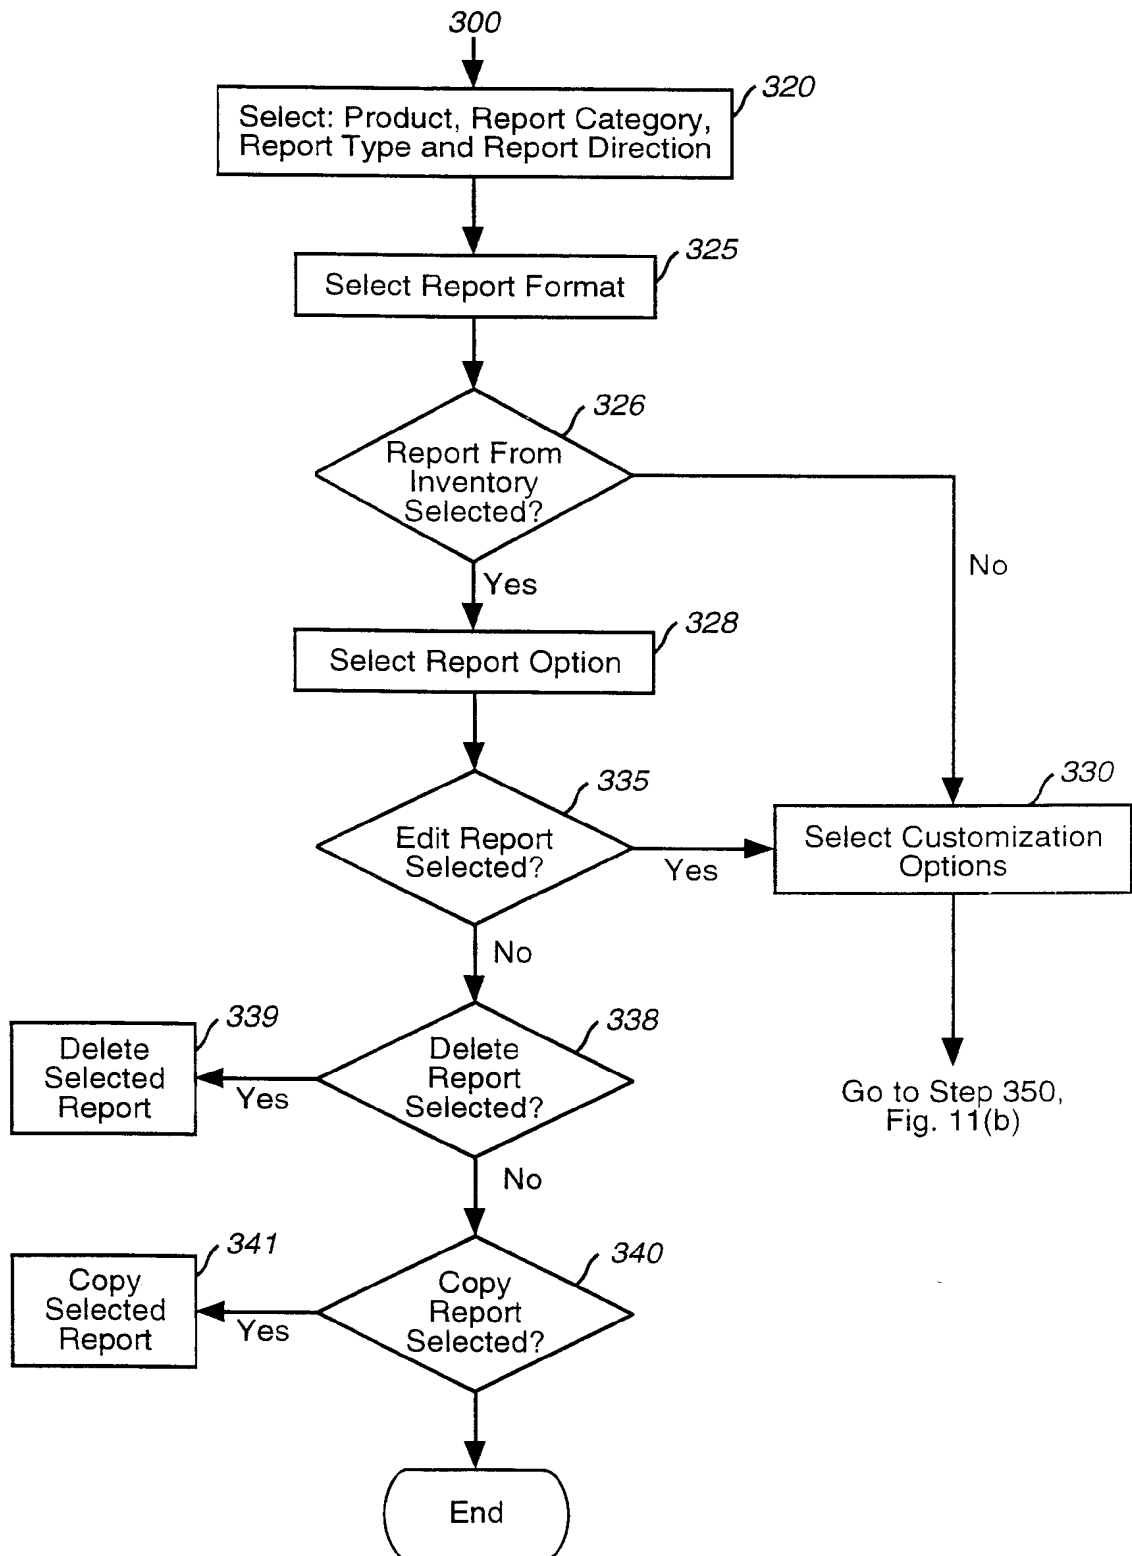 300
320
Select: Product, Report Category,
Report Type and Report Direction
325
Select Report Format
326
Report From
Inventory
Selected?
No
Yes
328
Select Report Option
335
Edit Report
Selected?
Yes
330
Select Customization
Options
No
339
Delete
Selected
Report
Yes
338
Delete
Report
Selected?
Go to Step 350,
Fig. 11(b)
No
341
Copy
Selected
Report
Yes
340
Copy
Report
Selected?
End